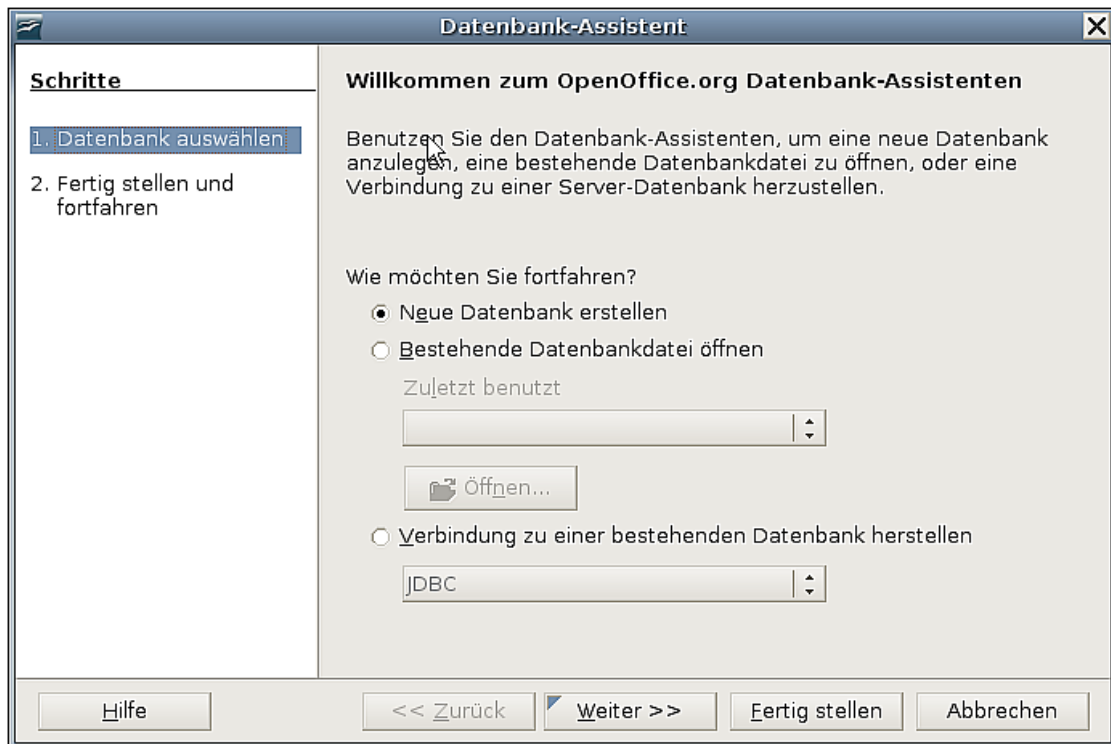 Datenbank-Assistent
Schritte
1. Datenbank auswählen
2. Fertig stellen und
fortfahren
Willkommen zum OpenOffice.org Datenbank-Assistenten
Benutzen Sie den Datenbank-Assistenten, um eine neue Datenbank
anzulegen, eine bestehende Datenbankdatei zu öffnen, oder eine
Verbindung zu einer Server-Datenbank herzustellen.
Wie möchten Sie fortfahren?
Neue Datenbank erstellen
Bestehende Datenbankdatei öffnen
Zuletzt benutzt
Öffnen...
Verbindung zu einer bestehenden Datenbank herstellen
JDBC
Hilfe
<< Zurück
Weiter >>
Fertig stellen
Abbrechen